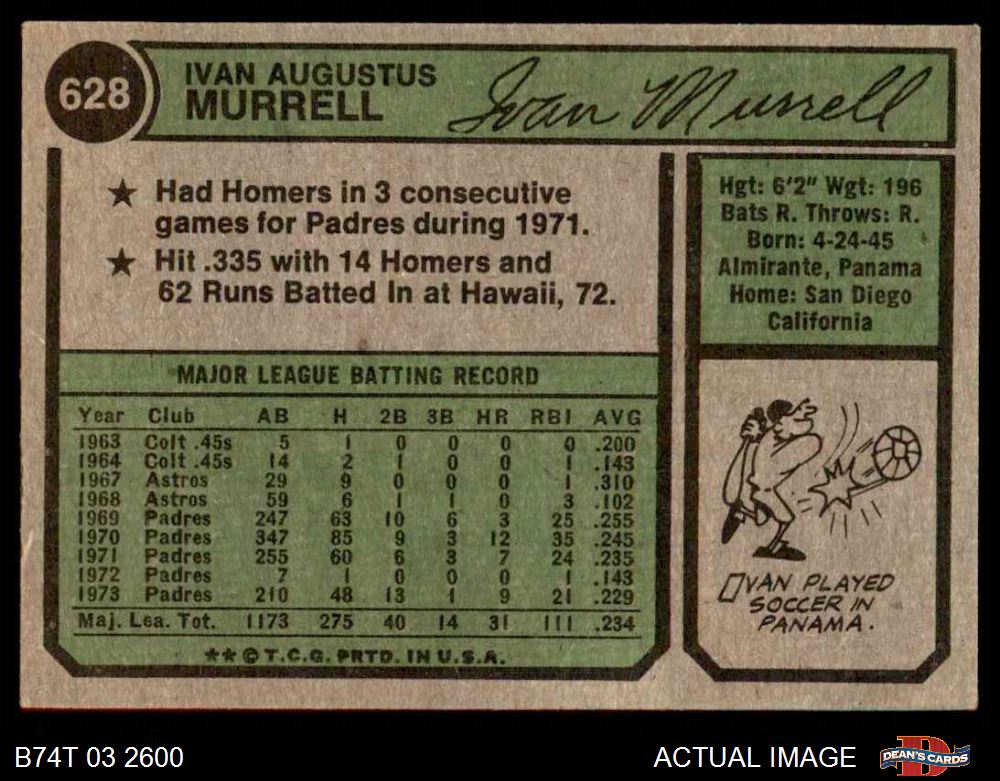 628
IVAN AUGUSTUS
MURRELL
Ivan Murrell
★ Had Homers in 3 consecutive
games for Padres during 1971.
★ Hit .335 with 14 Homers and
62 Runs Batted In at Hawaii, 72.
Hgt: 6'2" Wgt: 196
Bats R. Throws: R.
Born: 4-24-45
Almirante, Panama
Home: San Diego
California
MAJOR LEAGUE BATTING RECORD
Year Club AB H 2B 3B HR RBI AVG
1963 Colt .45s 5 1 0 0 0 0 .200
1964 Colt .45s 14 2 1 0 0 1 .143
1967 Astros 29 9 0 0 0 1 .310
1968 Astros 59 6 1 1 0 3 .102
1969 Padres 247 63 10 6 3 25 .255
1970 Padres 347 85 9 3 12 35 .245
1971 Padres 255 60 6 3 7 24 .235
1972 Padres 7 1 0 0 0 1 .143
1973 Padres 210 48 13 1 9 21 .229
Maj. Lea. Tot. 1173 275 40 14 31 111 .234
**© T.C.G. PRTD. IN U.S.A.
IVAN PLAYED
SOCCER IN
PANAMA.
B74T 03 2600
ACTUAL IMAGE
DEAN'S CARDS